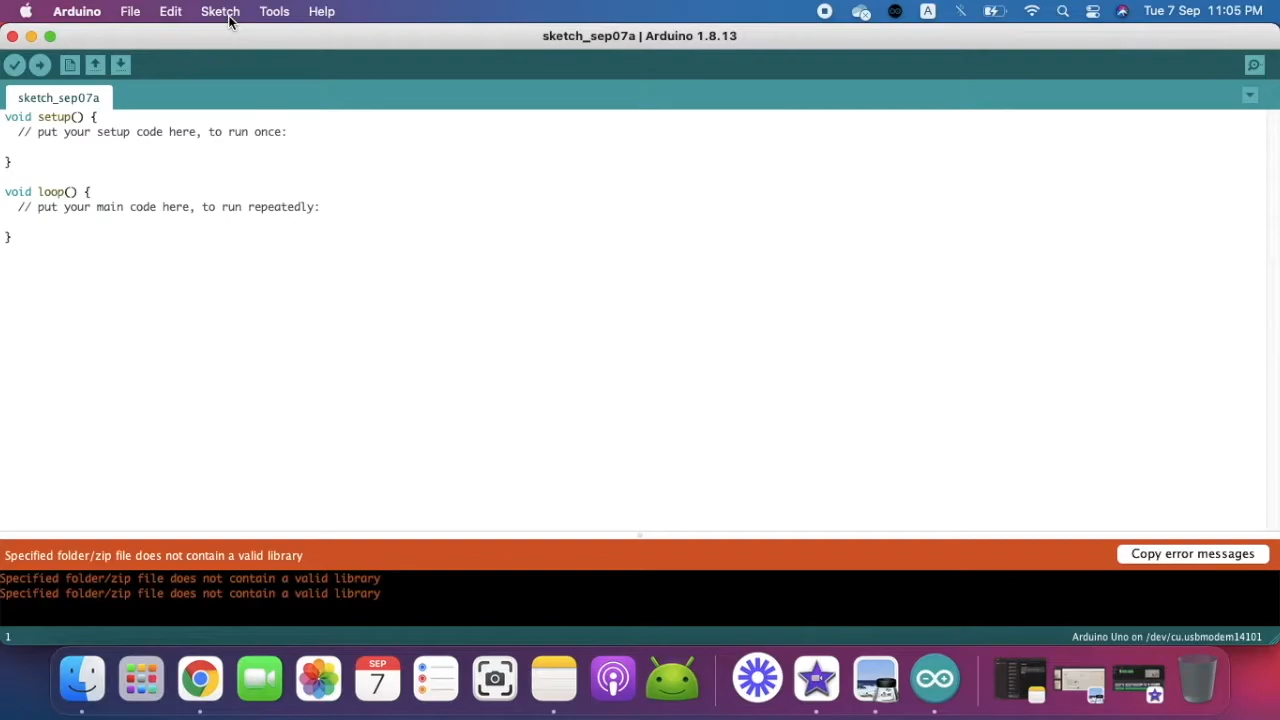 Arduino File Edit Sketch Tools Help A Tue 7 Sep 11:05 PM
sketch_sep07a | Arduino 1.8.13
sketch_sep07a
void setup() {
// put your setup code here, to run once:
}
void loop() {
// put your main code here, to run repeatedly:
}
Specified folder/zip file does not contain a valid library Copy error messages
Specified folder/zip file does not contain a valid library
Specified folder/zip file does not contain a valid library
1 Arduino Uno on /dev/cu.usbmodem14101
SEP
7